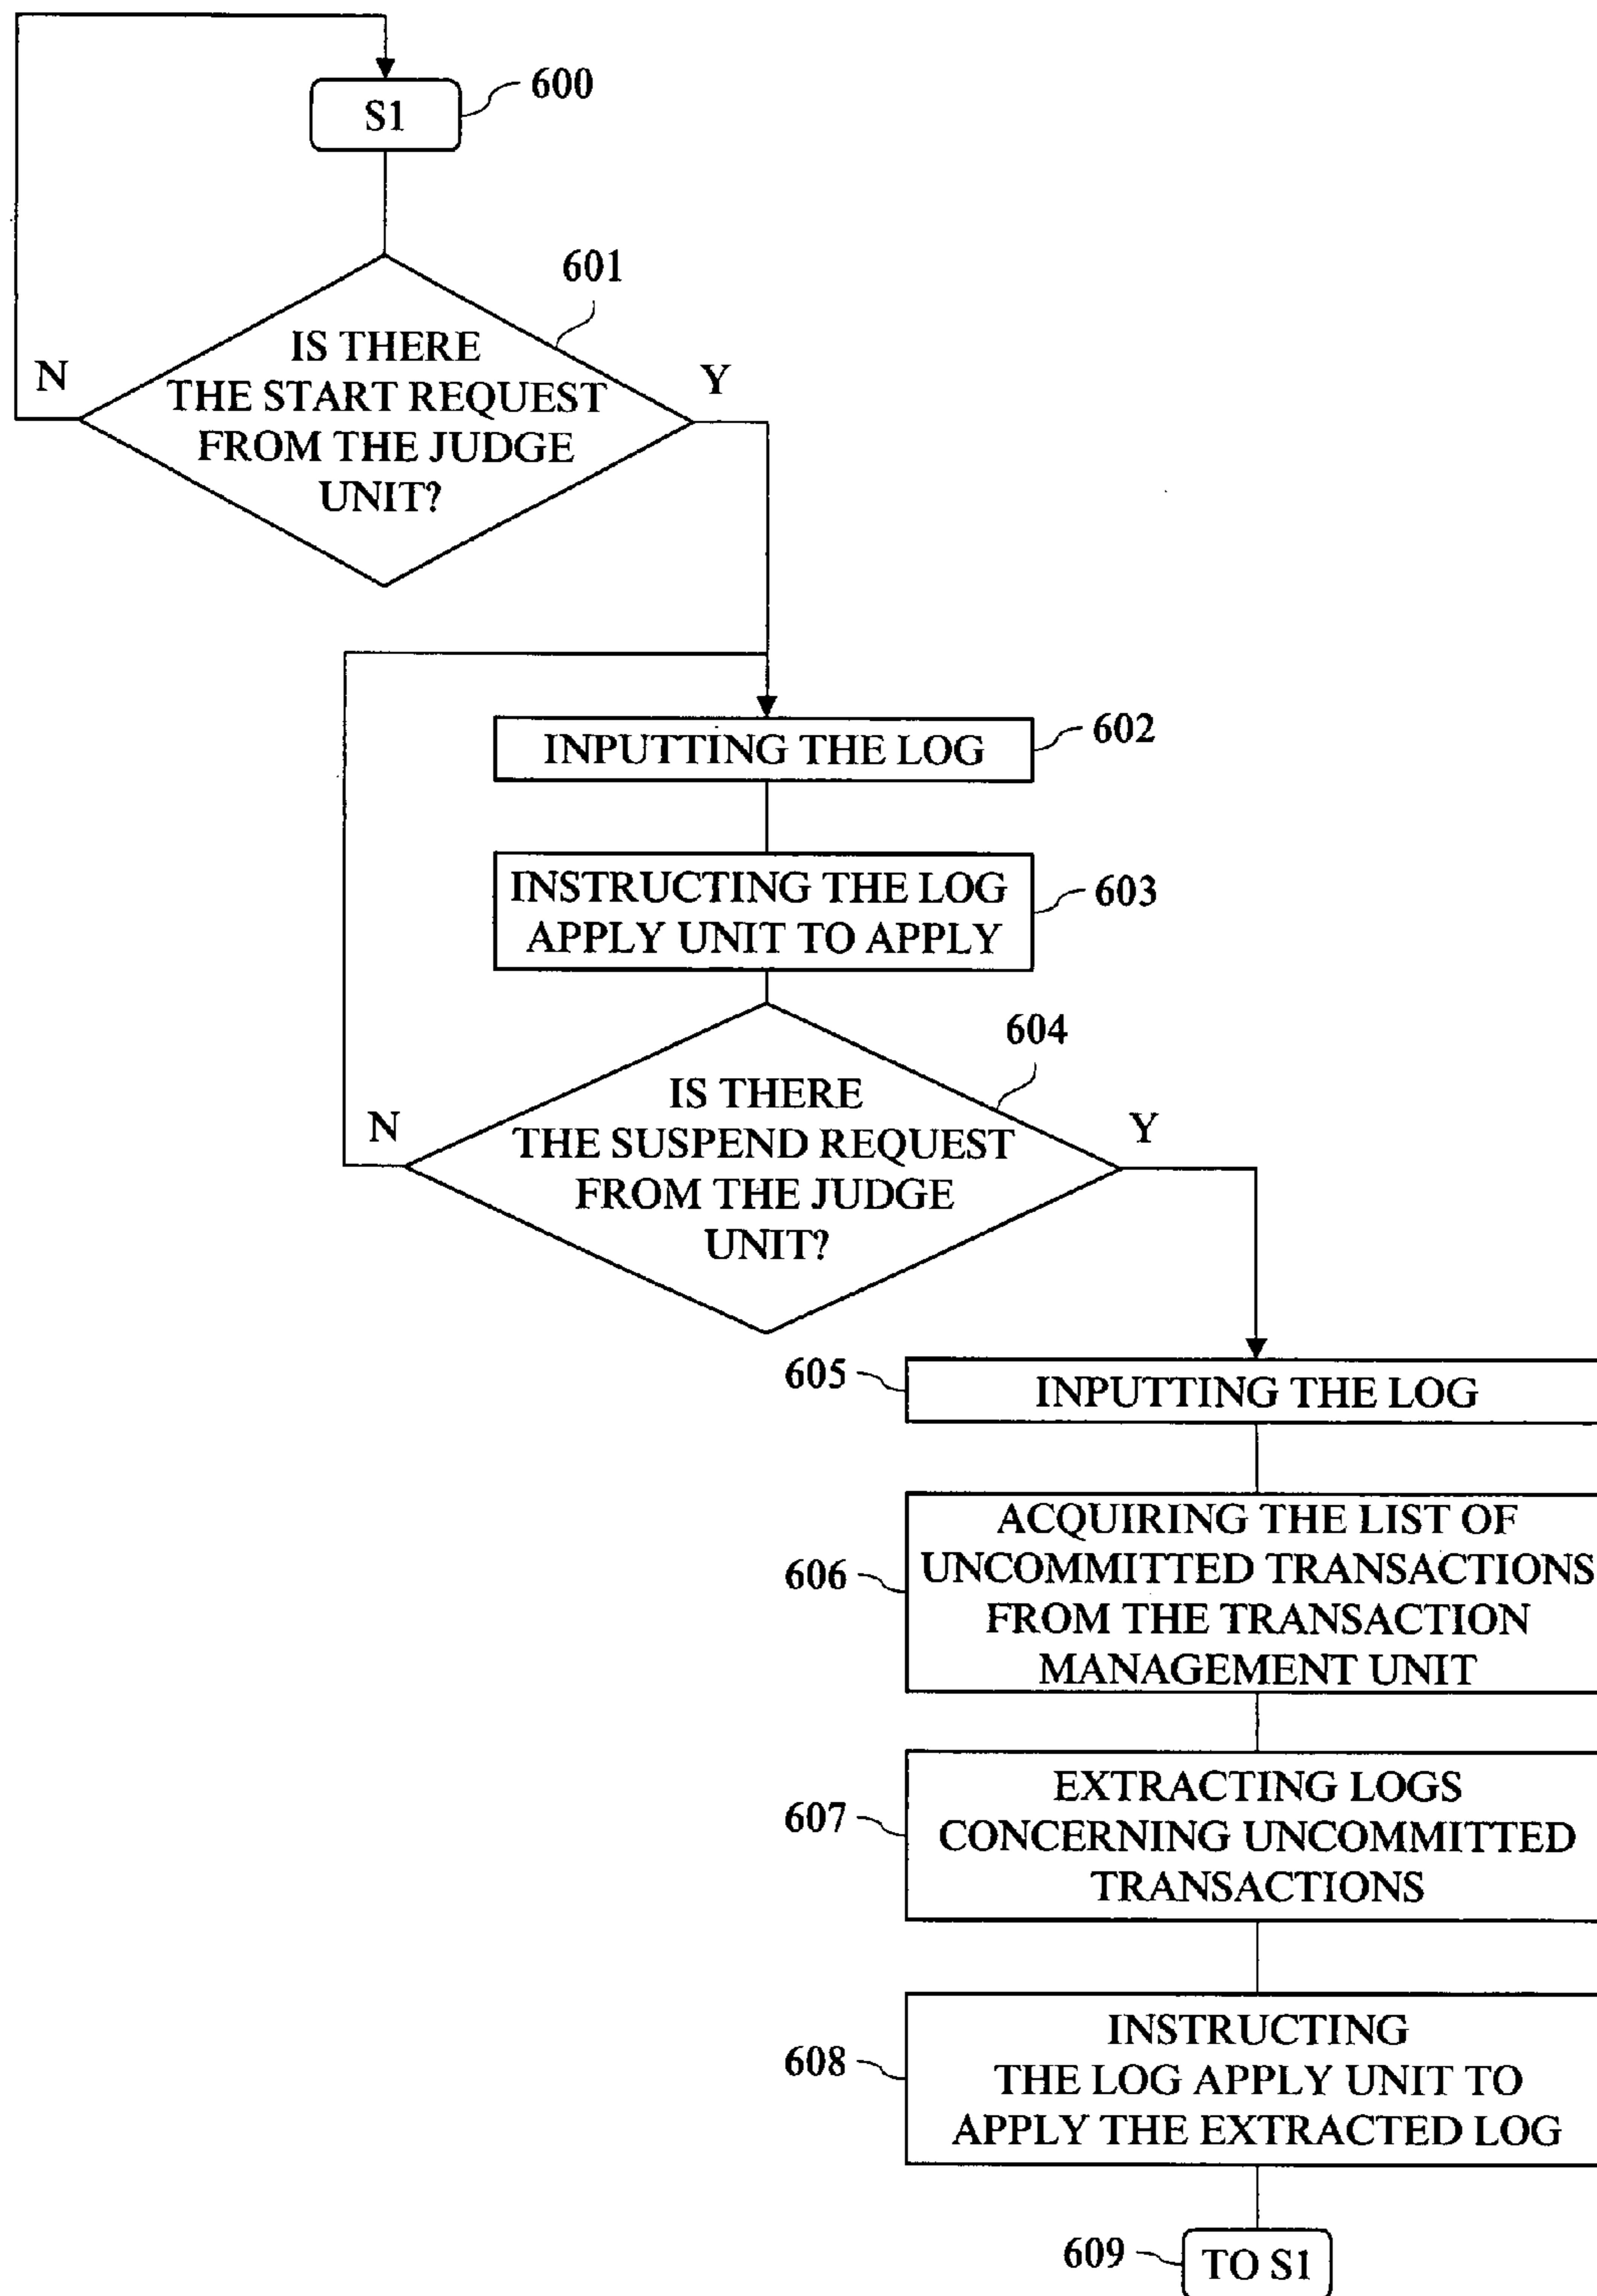 S1
600
601
IS THERE
THE START REQUEST
FROM THE JUDGE
UNIT?
N
Y
INPUTTING THE LOG
602
INSTRUCTING THE LOG
APPLY UNIT TO APPLY
603
604
IS THERE
THE SUSPEND REQUEST
FROM THE JUDGE
UNIT?
N
Y
605
INPUTTING THE LOG
606
ACQUIRING THE LIST OF
UNCOMMITTED TRANSACTIONS
FROM THE TRANSACTION
MANAGEMENT UNIT
607
EXTRACTING LOGS
CONCERNING UNCOMMITTED
TRANSACTIONS
608
INSTRUCTING
THE LOG APPLY UNIT TO
APPLY THE EXTRACTED LOG
609
TO S1